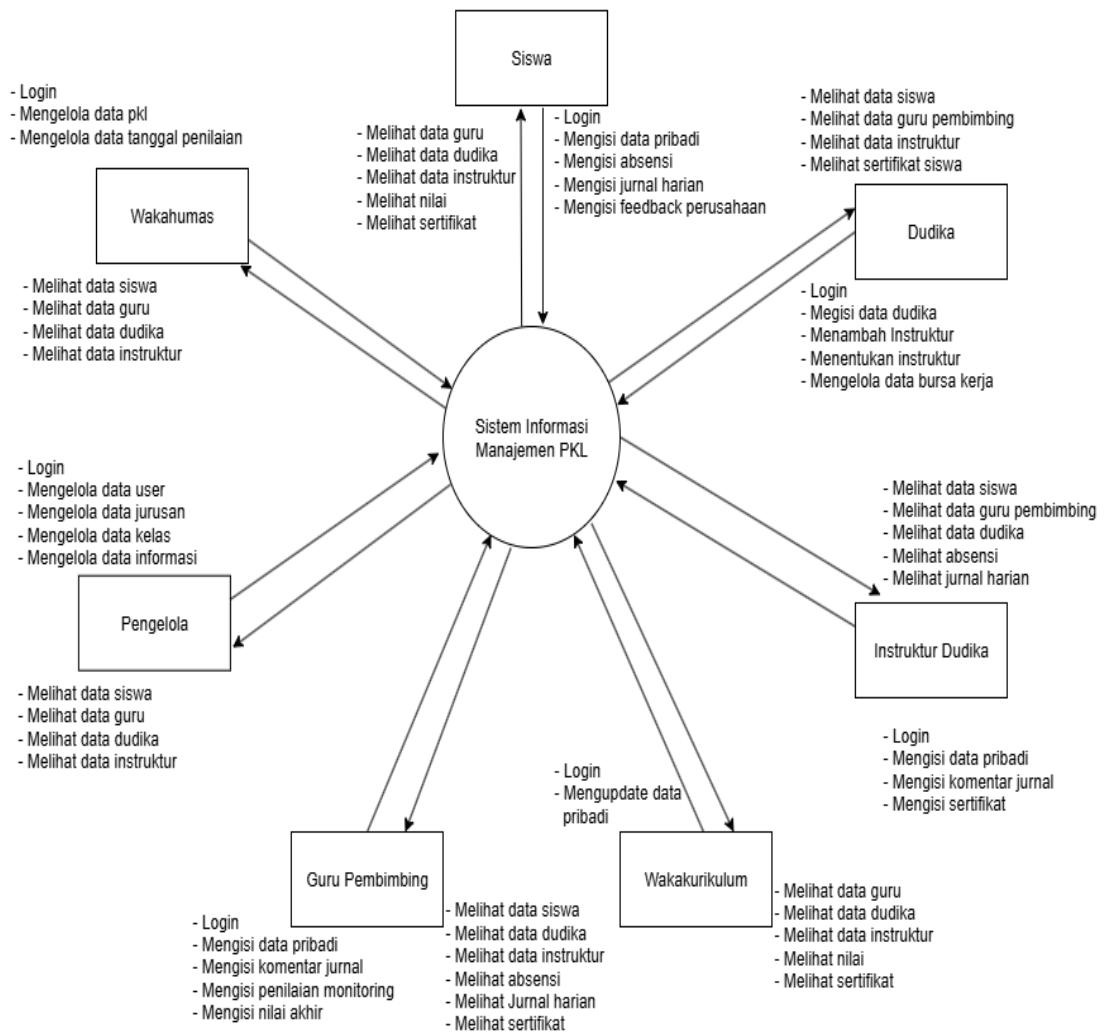 Siswa
- Login
- Mengelola data pkl
- Mengelola data tanggal penilaian
- Melihat data guru
- Melihat data dudika
- Melihat data instruktur
- Melihat nilai
- Melihat sertifikat
- Login
- Mengisi data pribadi
- Mengisi absensi
- Mengisi jurnal harian
- Mengisi feedback perusahaan
- Melihat data siswa
- Melihat data guru pembimbing
- Melihat data instruktur
- Melihat sertifikat siswa
Wakahumas
Dudika
- Melihat data siswa
- Melihat data guru
- Melihat data dudika
- Melihat data instruktur
- Login
- Megisi data dudika
- Menambah Instruktur
- Menentukan instruktur
- Mengelola data bursa kerja
Sistem Informasi
Manajemen PKL
- Login
- Mengelola data user
- Mengelola data jurusan
- Mengelola data kelas
- Mengelola data informasi
- Melihat data siswa
- Melihat data guru pembimbing
- Melihat data dudika
- Melihat absensi
- Melihat jurnal harian
Pengelola
Instruktur Dudika
- Melihat data siswa
- Melihat data guru
- Melihat data dudika
- Melihat data instruktur
- Login
- Mengisi data pribadi
- Mengisi komentar jurnal
- Mengisi sertifikat
- Login
- Mengupdate data
pribadi
Guru Pembimbing
Wakakurikulum
- Login
- Mengisi data pribadi
- Mengisi komentar jurnal
- Mengisi penilaian monitoring
- Mengisi nilai akhir
- Melihat data siswa
- Melihat data dudika
- Melihat data instruktur
- Melihat absensi
- Melihat Jurnal harian
- Melihat sertifikat
- Melihat data guru
- Melihat data dudika
- Melihat data instruktur
- Melihat nilai
- Melihat sertifikat